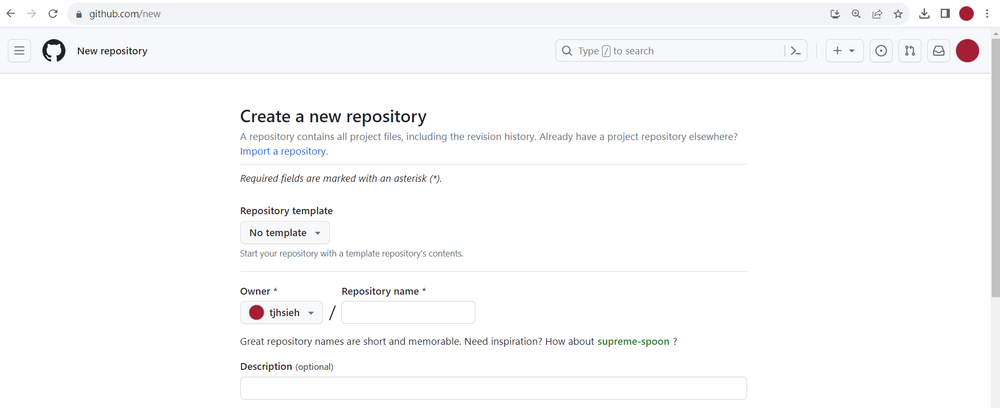 github.com/new
New repository
Type / to search
Create a new repository
A repository contains all project files, including the revision history. Already have a project repository elsewhere?
Import a repository.
Required fields are marked with an asterisk (*).
Repository template
No template
Start your repository with a template repository's contents.
Owner * Repository name *
tjhsieh /
Great repository names are short and memorable. Need inspiration? How about supreme-spoon ?
Description (optional)